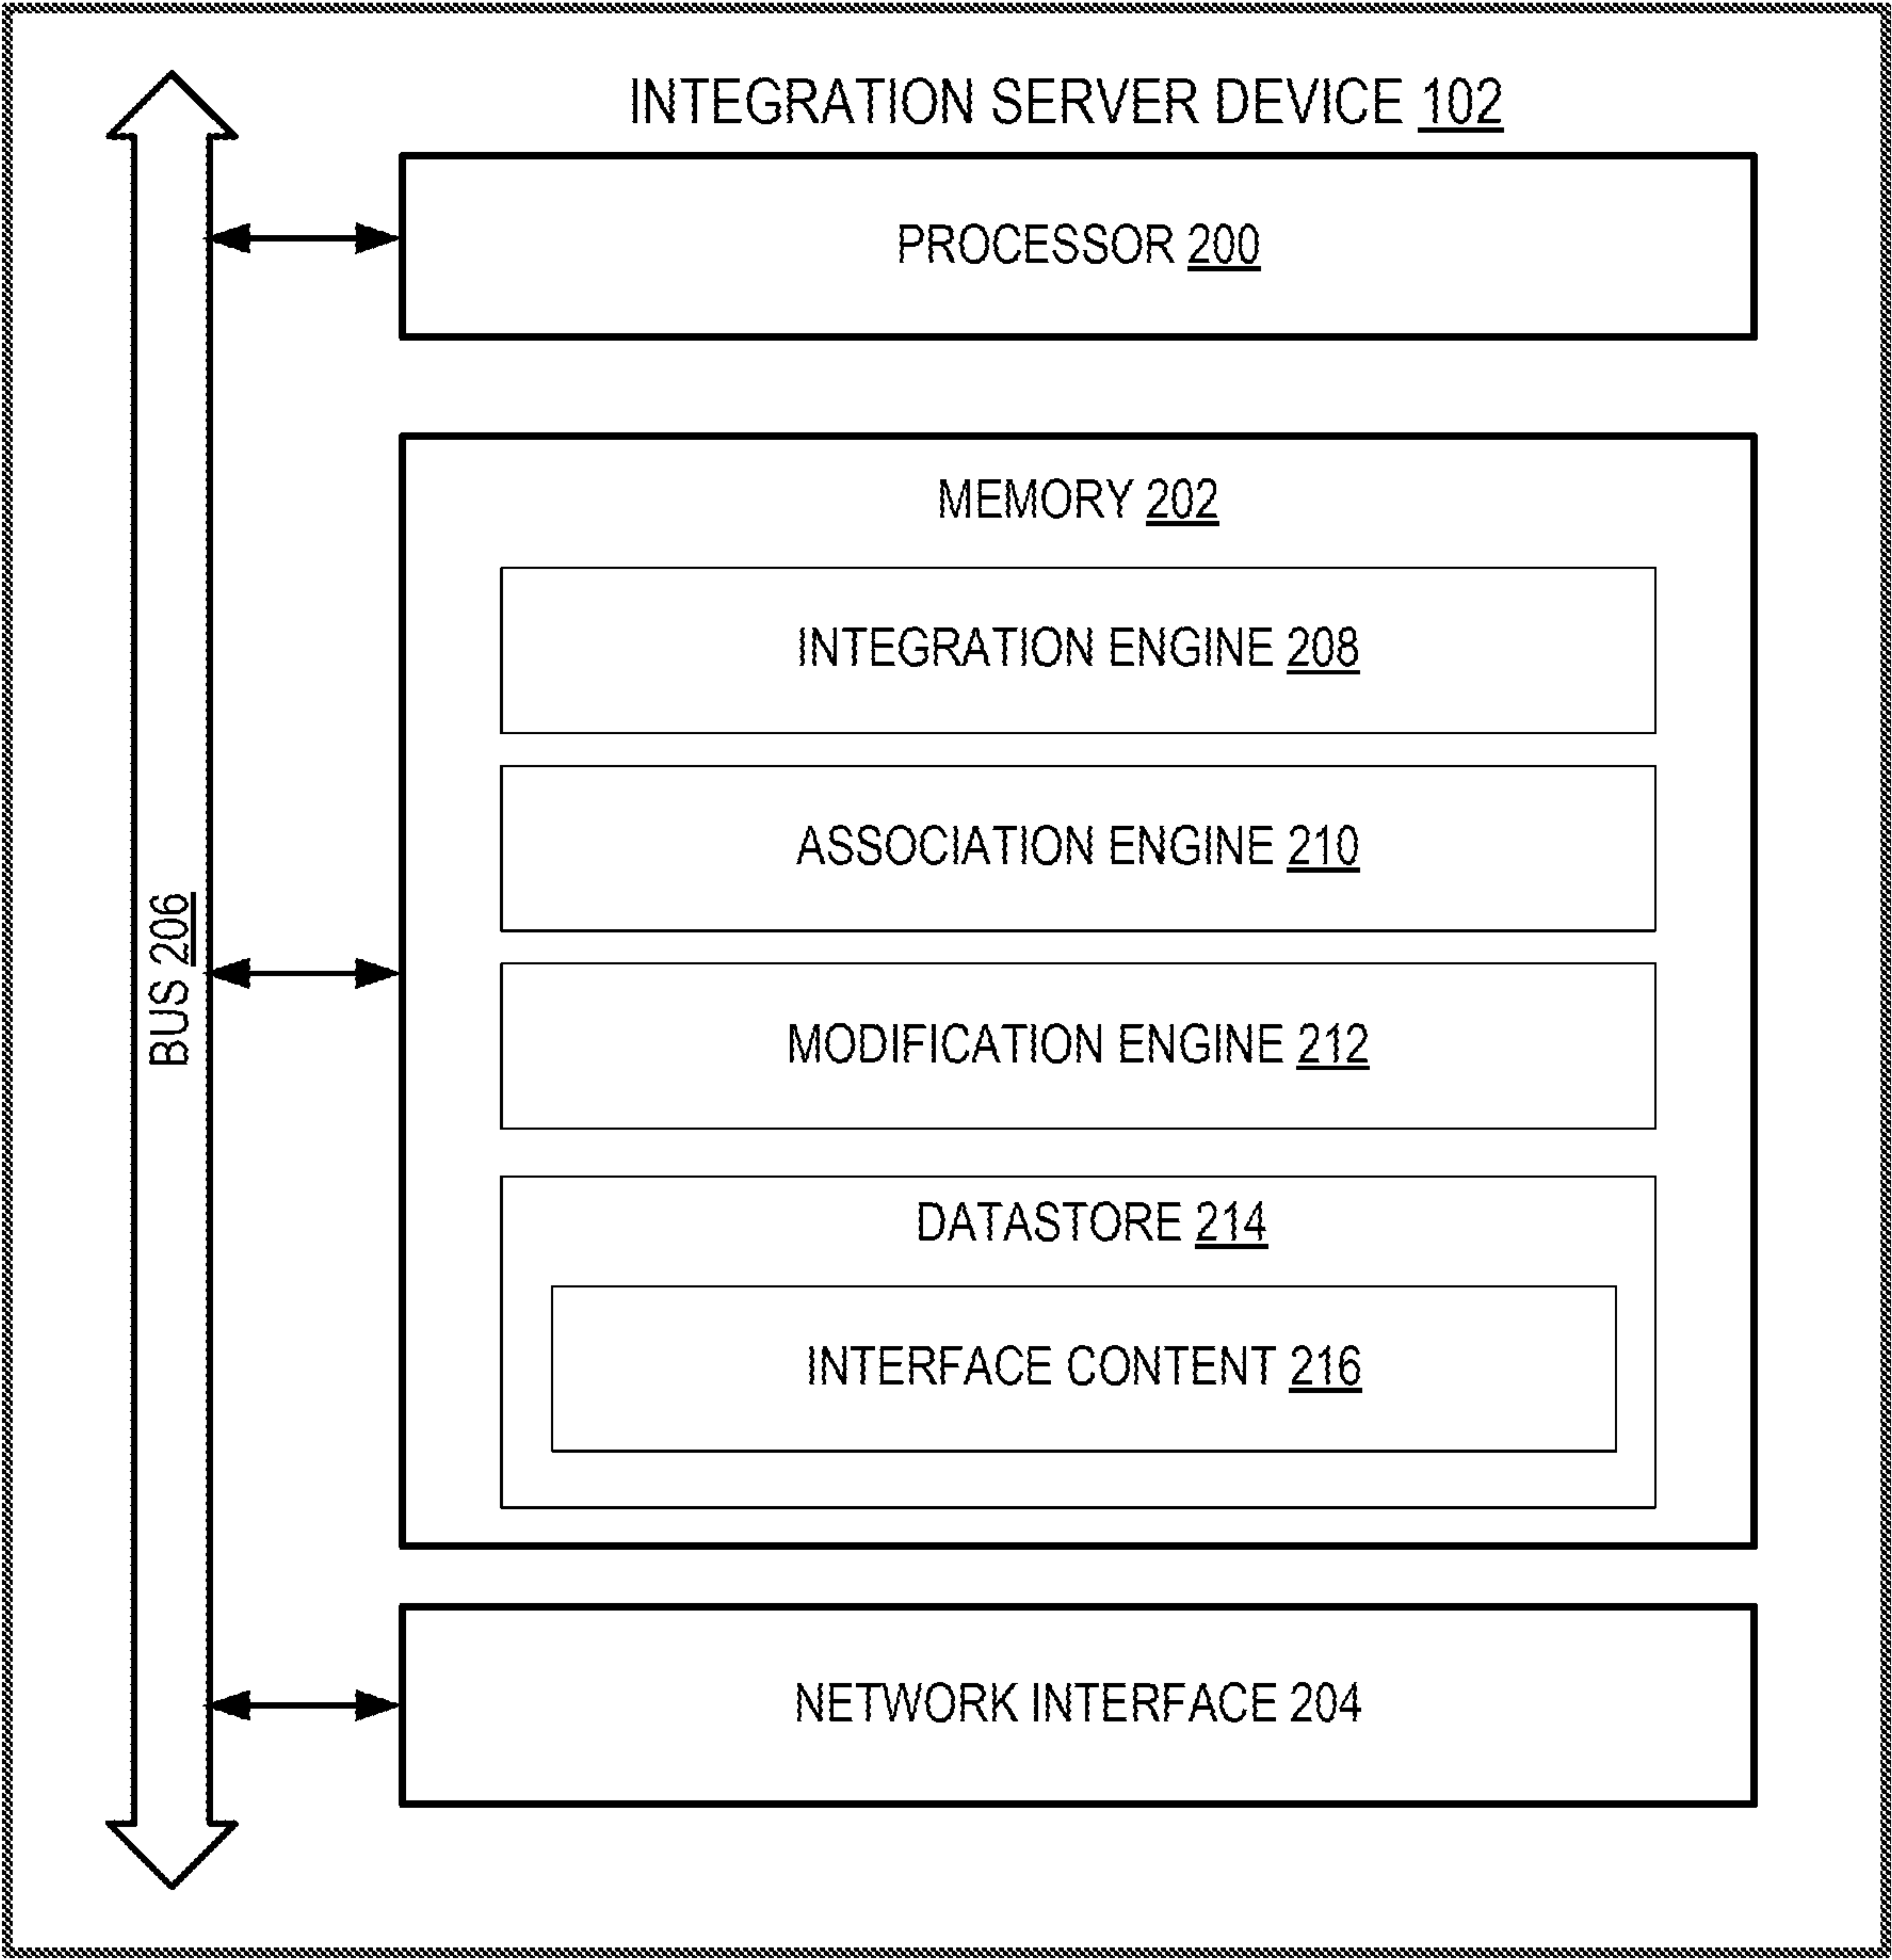 INTEGRATION SERVER DEVICE 102
PROCESSOR 200
MEMORY 202
INTEGRATION ENGINE 208
ASSOCIATION ENGINE 210
MODIFICATION ENGINE 212
DATASTORE 214
INTERFACE CONTENT 216
NETWORK INTERFACE 204
BUS 206